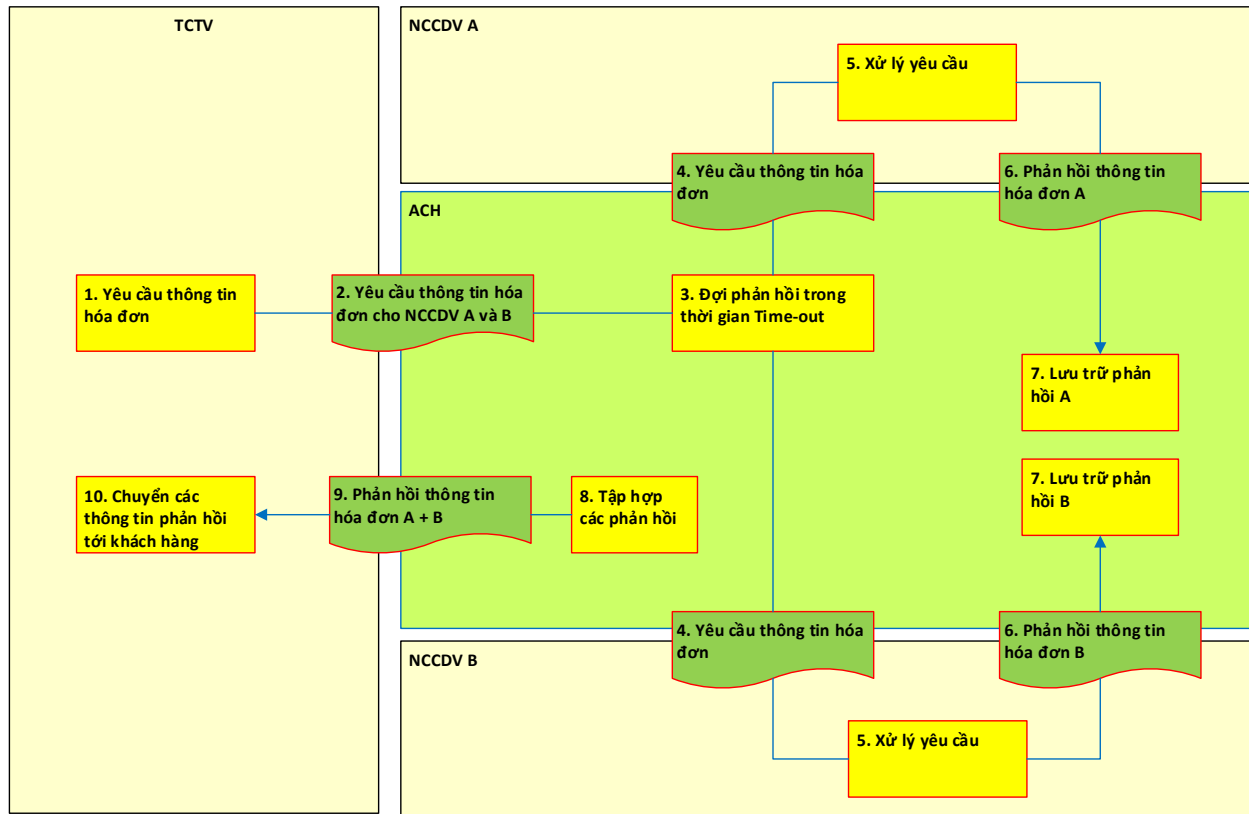 TCTV
NCCDV A
5. Xử lý yêu cầu
4. Yêu cầu thông tin hóa
đơn
6. Phản hồi thông tin
hóa đơn A
ACH
1. Yêu cầu thông tin
hóa đơn
2. Yêu cầu thông tin hóa
đơn cho NCCDV A và B
3. Đợi phản hồi trong
thời gian Time-out
7. Lưu trữ phản
hồi A
10. Chuyển các
thông tin phản hồi
tới khách hàng
9. Phản hồi thông tin
hóa đơn A + B
8. Tập hợp
các phản hồi
7. Lưu trữ phản
hồi B
4. Yêu cầu thông tin hóa
đơn
6. Phản hồi thông tin
hóa đơn B
NCCDV B
5. Xử lý yêu cầu